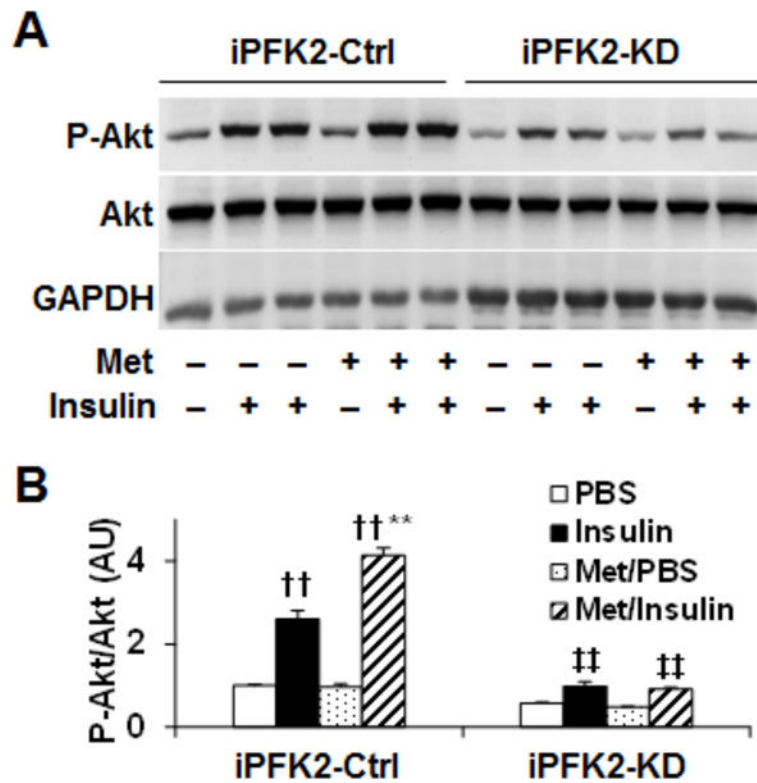 A
iPFK2-Ctrl iPFK2-KD
P-Akt
Akt
GAPDH
Met – – – + + + – – – + + +
Insulin – + + – + + – + + – + +
B
P-Akt/Akt (AU)
4
2
0
††
††**
‡‡
‡‡
PBS
Insulin
Met/PBS
Met/Insulin
iPFK2-Ctrl iPFK2-KD